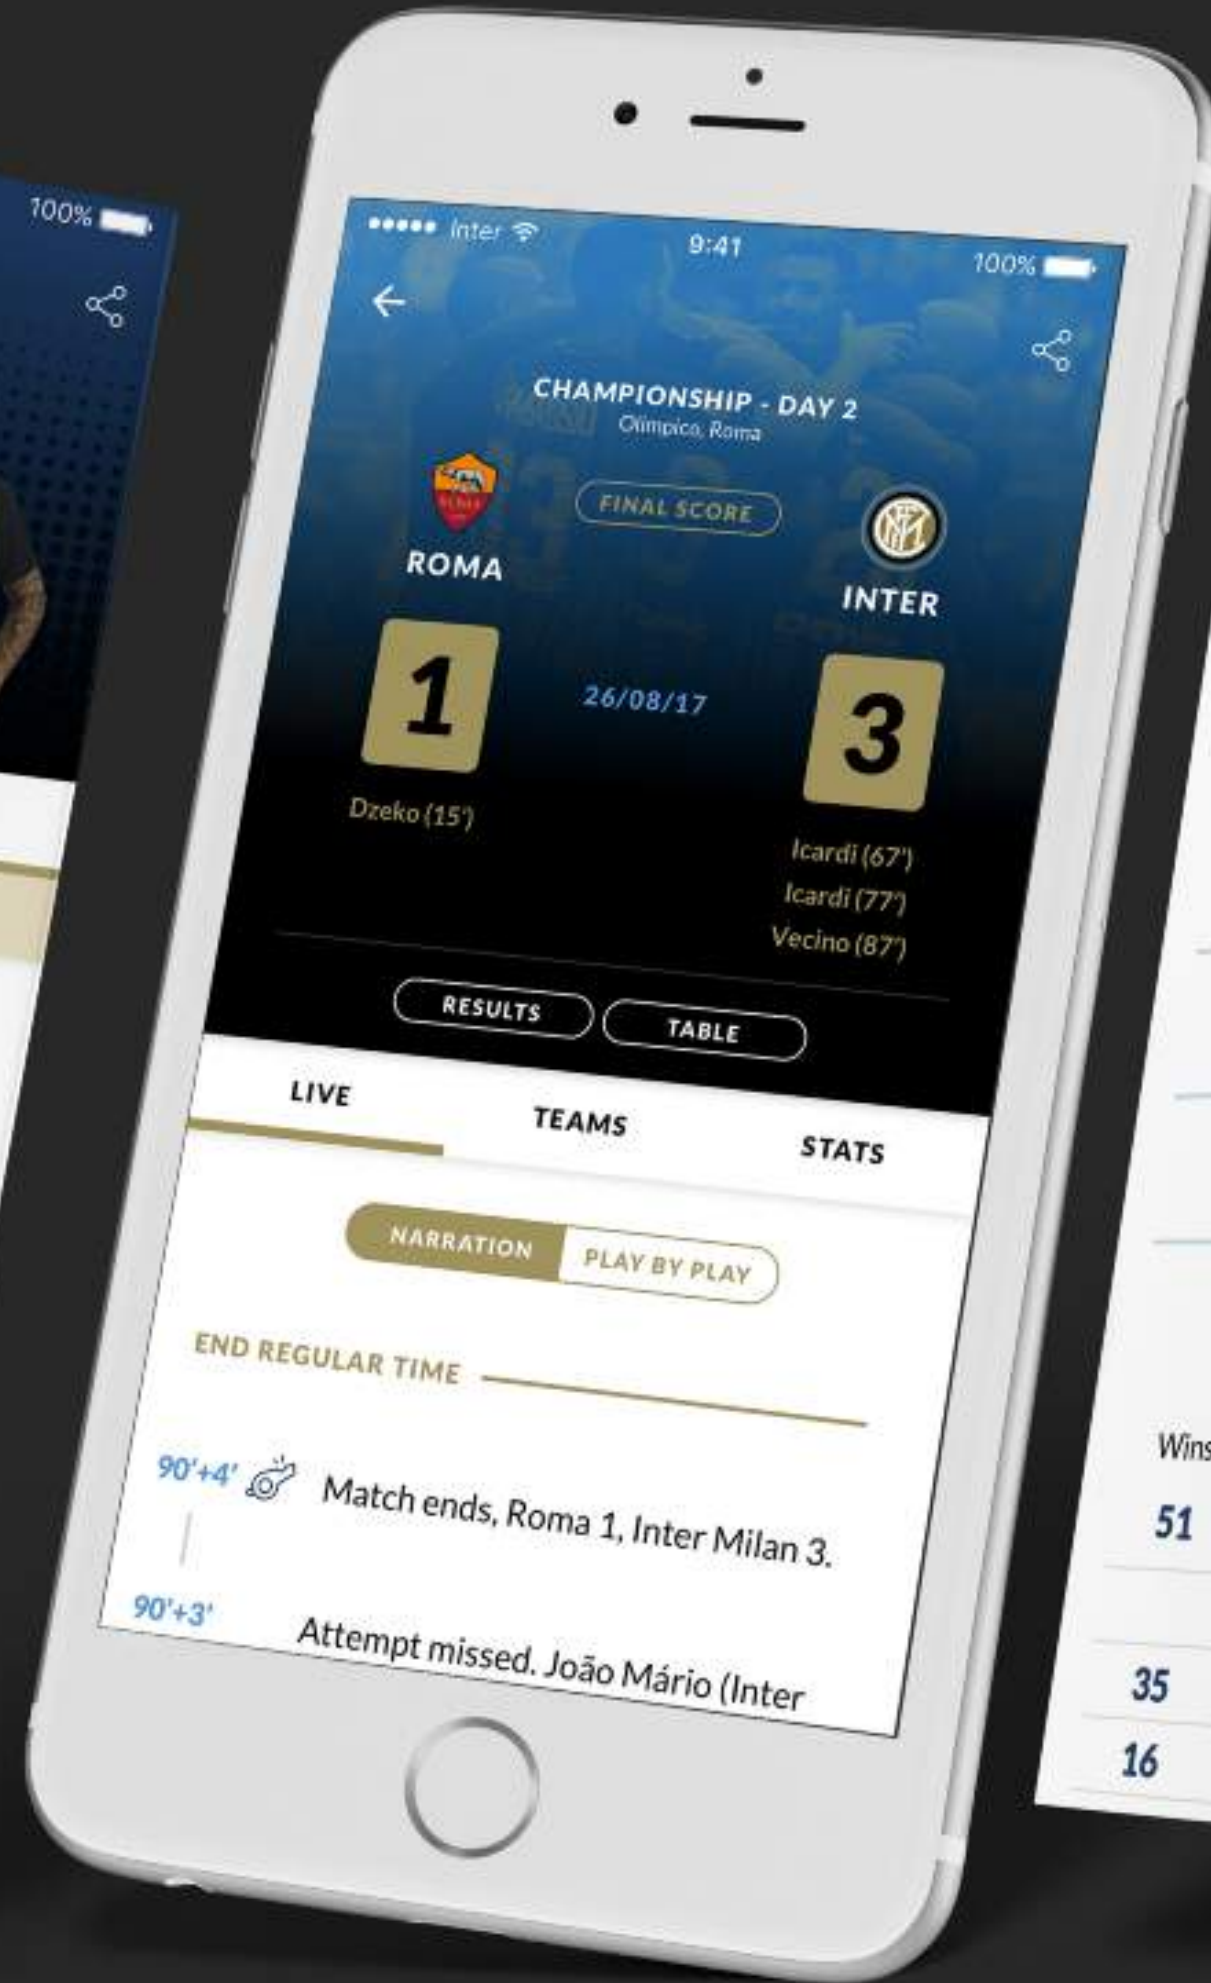 100%
Inter 9:41 100%
CHAMPIONSHIP - DAY 2
Olimpico, Roma
FINAL SCORE
ROMA
INTER
1
26/08/17
3
Dzeko (15')
Icardi (67')
Icardi (77')
Vecino (87')
RESULTS TABLE
LIVE TEAMS STATS
NARRATION PLAY BY PLAY
END REGULAR TIME
90'+4' Match ends, Roma 1, Inter Milan 3.
90'+3' Attempt missed. João Mário (Inter
Wins
51
35
16